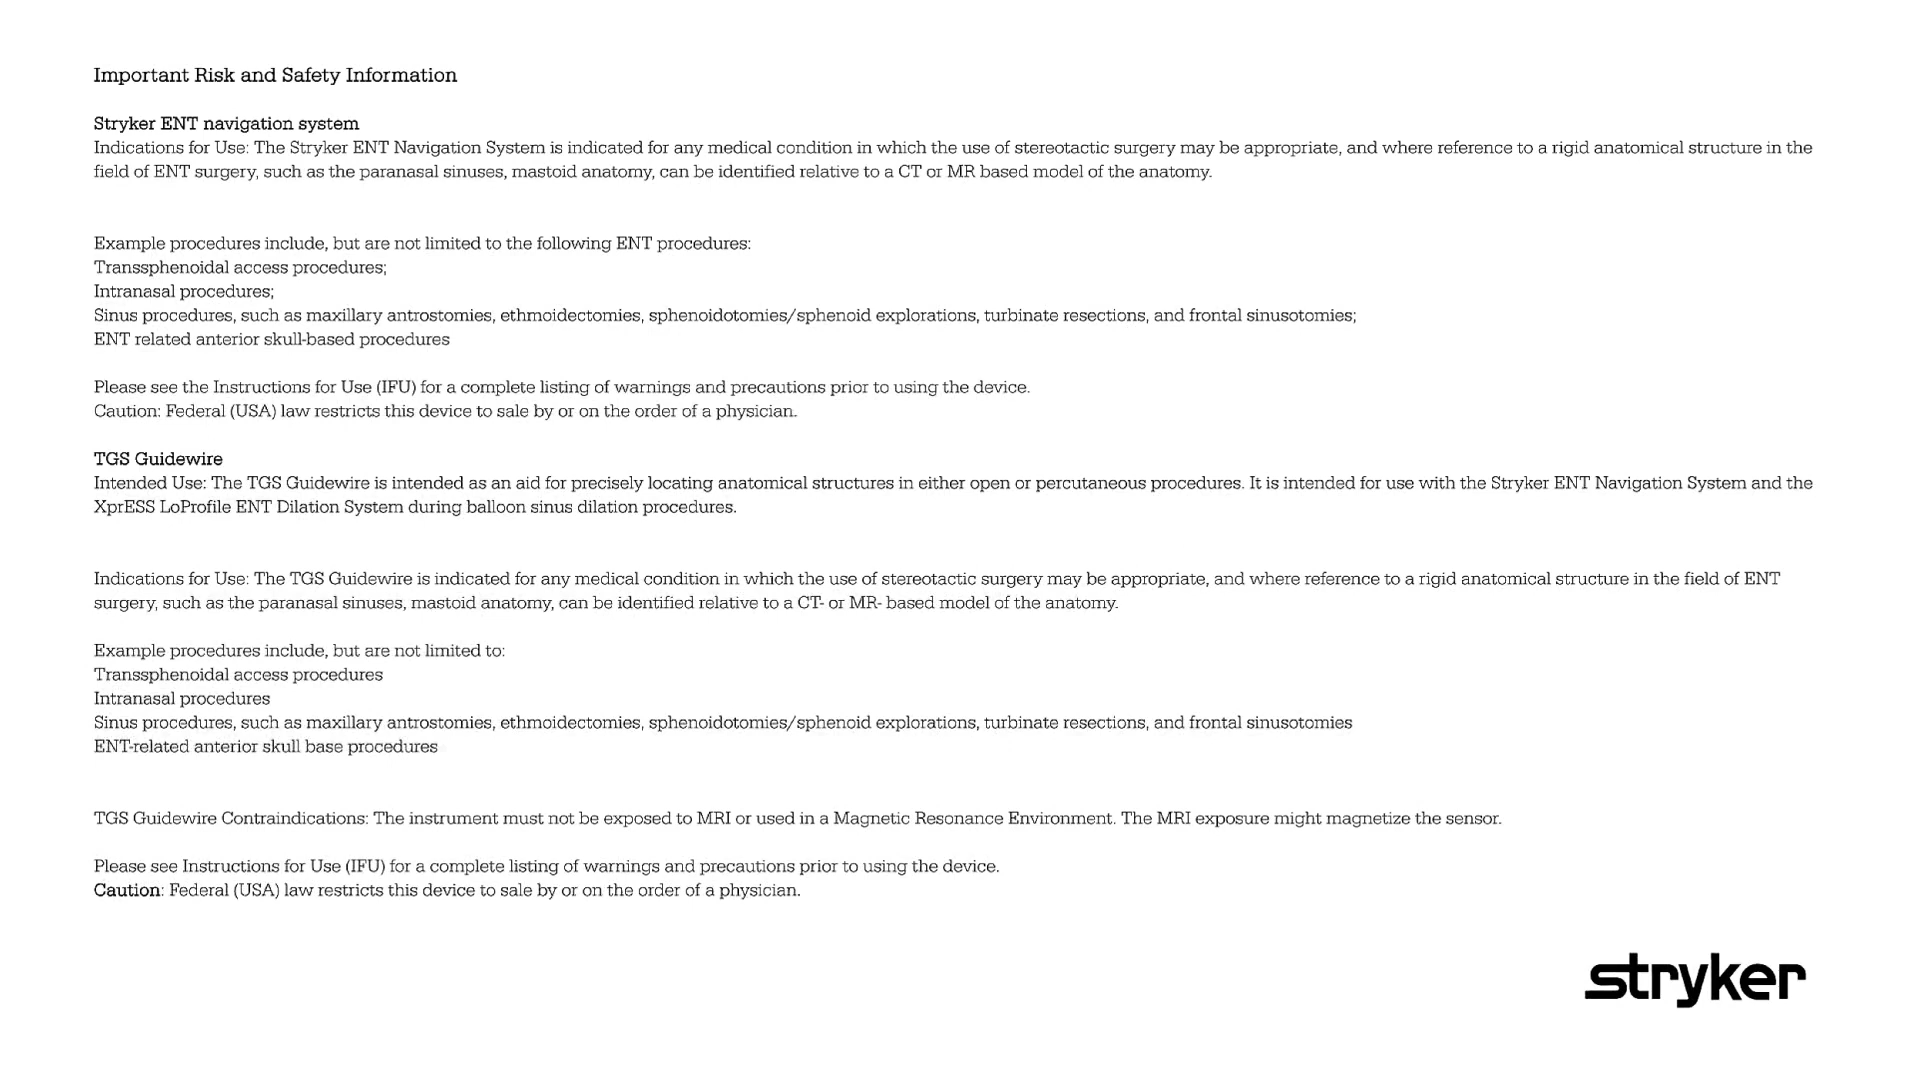 Important Risk and Safety Information
Stryker ENT navigation system
Indications for Use: The Stryker ENT Navigation System is indicated for any medical condition in which the use of stereotactic surgery may be appropriate, and where reference to a rigid anatomical structure in the
field of ENT surgery, such as the paranasal sinuses, mastoid anatomy, can be identified relative to a CT or MR based model of the anatomy.
Example procedures include, but are not limited to the following ENT procedures:
Transsphenoidal access procedures;
Intranasal procedures;
Sinus procedures, such as maxillary antrostomies, ethmoidectomies, sphenoidotomies/sphenoid explorations, turbinate resections, and frontal sinusotomies;
ENT related anterior skull-based procedures
Please see the Instructions for Use (IFU) for a complete listing of warnings and precautions prior to using the device.
Caution: Federal (USA) law restricts this device to sale by or on the order of a physician.
TGS Guidewire
Intended Use: The TGS Guidewire is intended as an aid for precisely locating anatomical structures in either open or percutaneous procedures. It is intended for use with the Stryker ENT Navigation System and the
XprESS LoProfile ENT Dilation System during balloon sinus dilation procedures.
Indications for Use: The TGS Guidewire is indicated for any medical condition in which the use of stereotactic surgery may be appropriate, and where reference to a rigid anatomical structure in the field of ENT
surgery, such as the paranasal sinuses, mastoid anatomy, can be identified relative to a CT- or MR- based model of the anatomy.
Example procedures include, but are not limited to:
Transsphenoidal access procedures
Intranasal procedures
Sinus procedures, such as maxillary antrostomies, ethmoidectomies, sphenoidotomies/sphenoid explorations, turbinate resections, and frontal sinusotomies
ENT-related anterior skull base procedures
TGS Guidewire Contraindications: The instrument must not be exposed to MRI or used in a Magnetic Resonance Environment. The MRI exposure might magnetize the sensor.
Please see Instructions for Use (IFU) for a complete listing of warnings and precautions prior to using the device.
Caution: Federal (USA) law restricts this device to sale by or on the order of a physician.
stryker